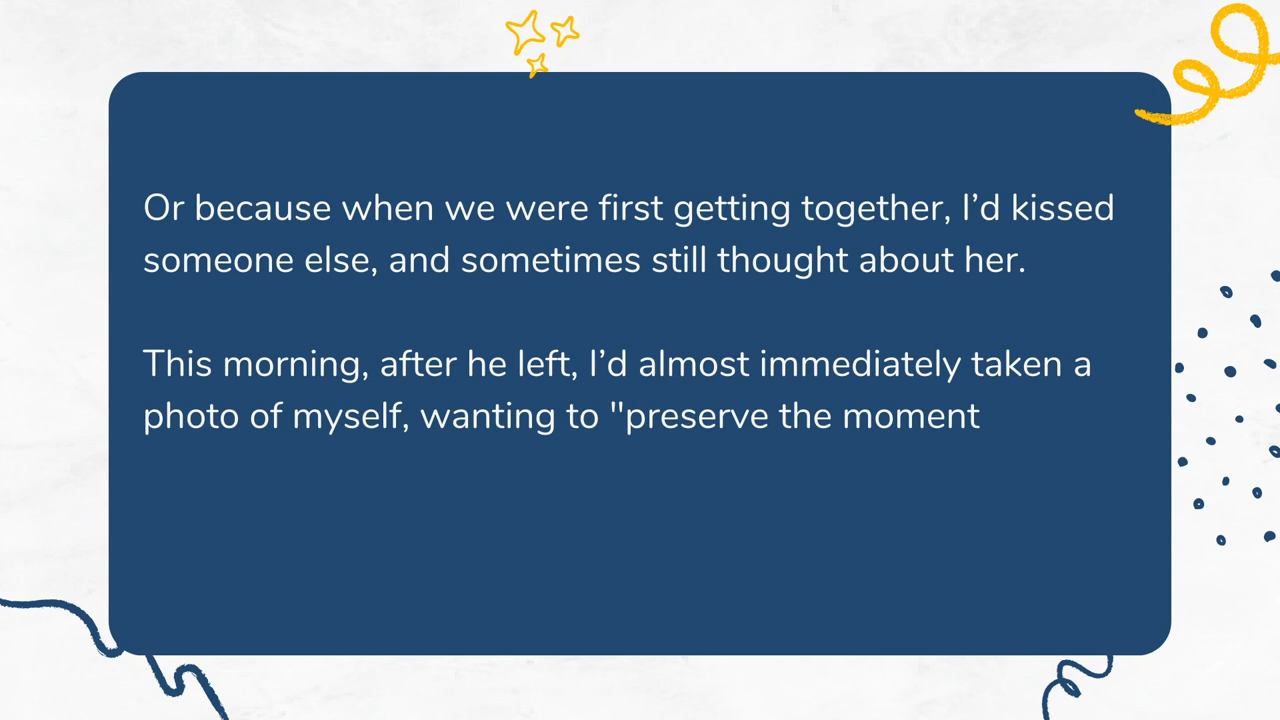 Or because when we were first getting together, I’d kissed
someone else, and sometimes still thought about her.
This morning, after he left, I’d almost immediately taken a
photo of myself, wanting to "preserve the moment